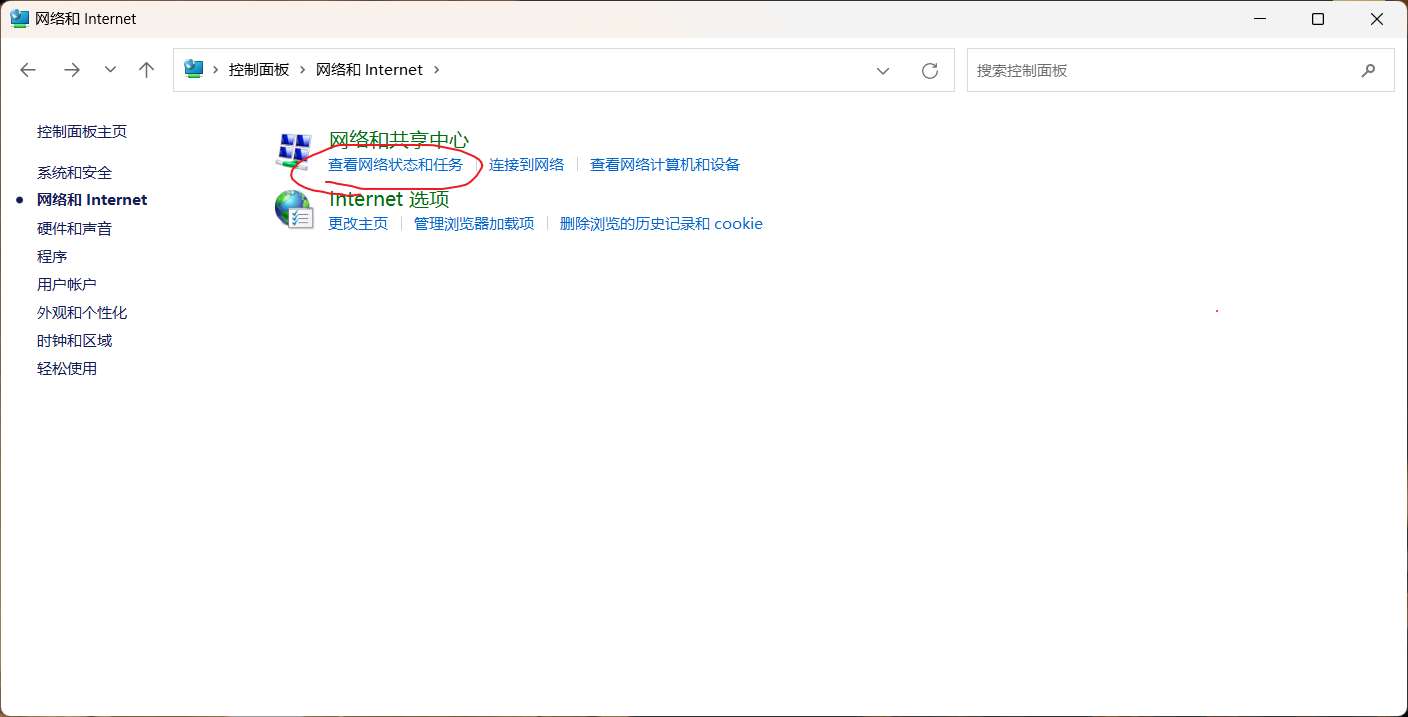 网络和 Internet
控制面板 网络和 Internet
搜索控制面板
控制面板主页
系统和安全
网络和 Internet
硬件和声音
程序
用户帐户
外观和个性化
时钟和区域
轻松使用
网络和共享中心
查看网络状态和任务 连接到网络 查看网络计算机和设备
Internet 选项
更改主页 管理浏览器加载项 删除浏览的历史记录和 cookie